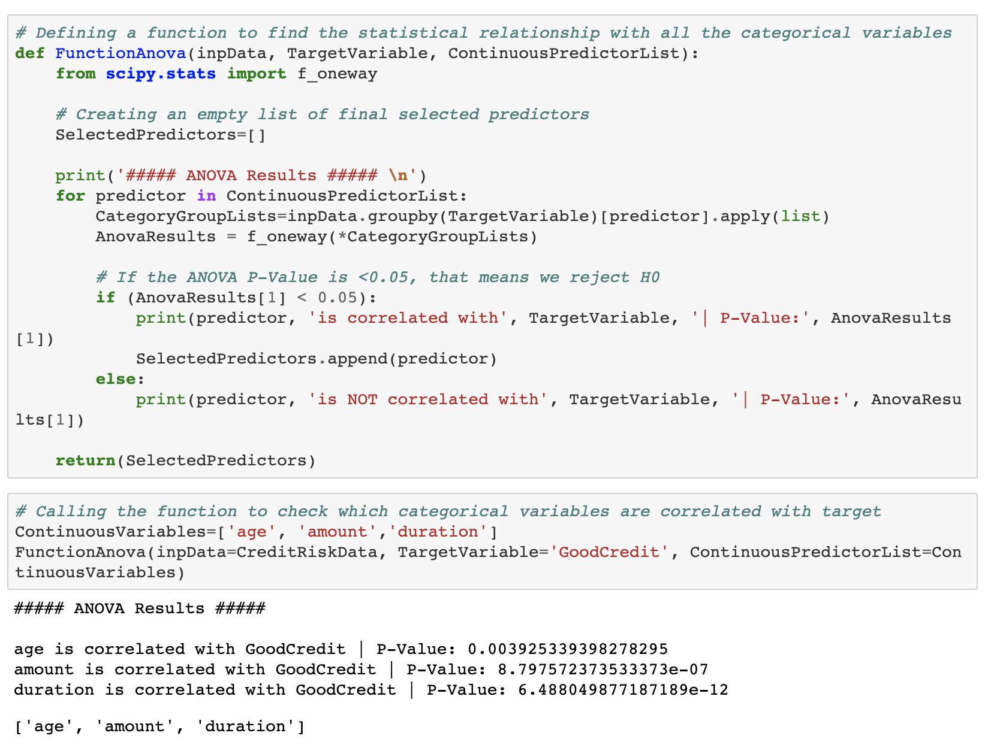 # Defining a function to find the statistical relationship with all the categorical variables
def FunctionAnova(inpData, TargetVariable, ContinuousPredictorList):
    from scipy.stats import f_oneway

    # Creating an empty list of final selected predictors
    SelectedPredictors=[]

    print('##### ANOVA Results ##### \n')
    for predictor in ContinuousPredictorList:
        CategoryGroupLists=inpData.groupby(TargetVariable)[predictor].apply(list)
        AnovaResults = f_oneway(*CategoryGroupLists)

        # If the ANOVA P-Value is <0.05, that means we reject H0
        if (AnovaResults[1] < 0.05):
            print(predictor, 'is correlated with', TargetVariable, '| P-Value:', AnovaResults
[1])
            SelectedPredictors.append(predictor)
        else:
            print(predictor, 'is NOT correlated with', TargetVariable, '| P-Value:', AnovaResu
lts[1])

    return(SelectedPredictors)

# Calling the function to check which categorical variables are correlated with target
ContinuousVariables=['age', 'amount','duration']
FunctionAnova(inpData=CreditRiskData, TargetVariable='GoodCredit', ContinuousPredictorList=Con
tinuousVariables)

##### ANOVA Results #####

age is correlated with GoodCredit | P-Value: 0.003925339398278295
amount is correlated with GoodCredit | P-Value: 8.797572373533373e-07
duration is correlated with GoodCredit | P-Value: 6.488049877187189e-12

['age', 'amount', 'duration']